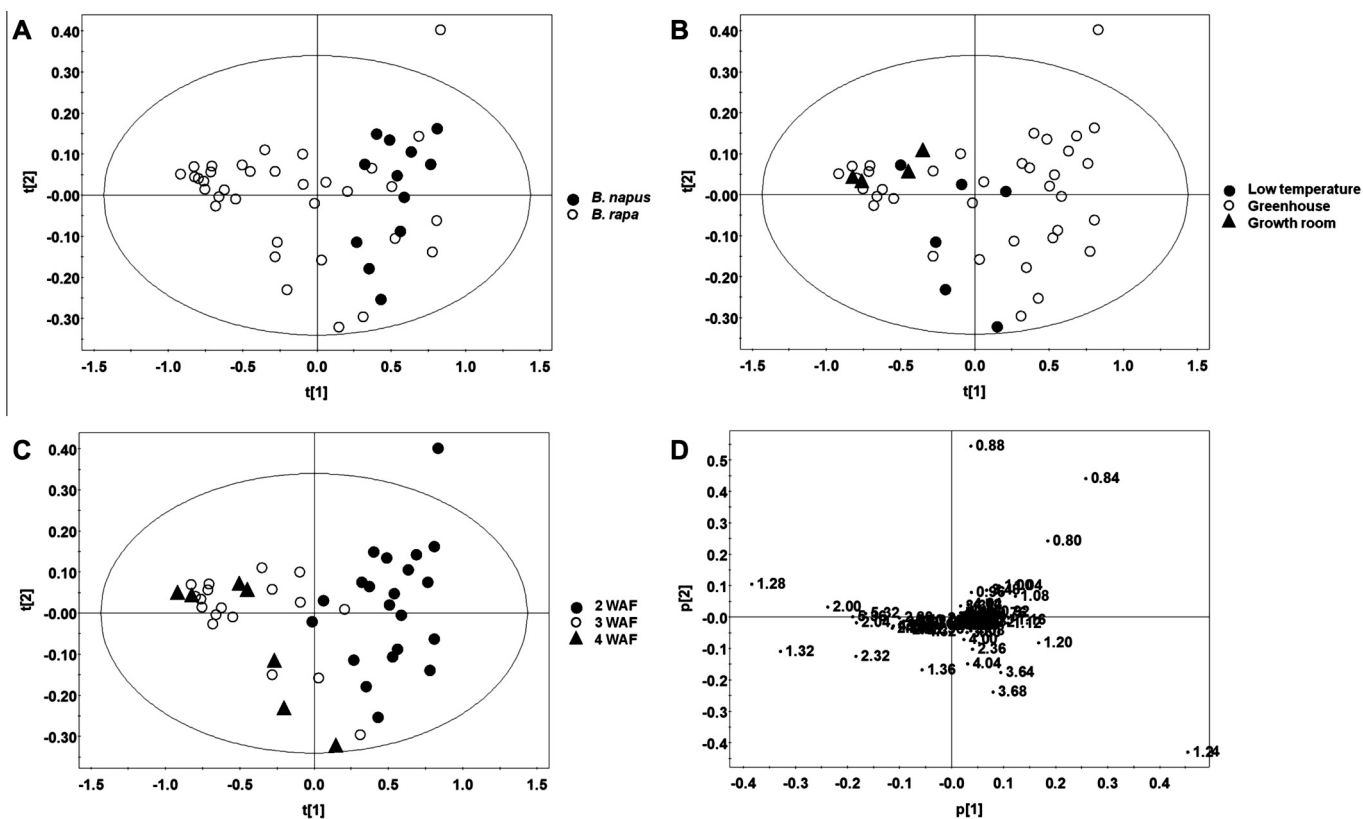 A
0.40
0.30
0.20
0.10
-0.00
-0.10
-0.20
-0.30
t[2]
-1.5 -1.0 -0.5 0.0 0.5 1.0 1.5
t[1]
B. napus
B. rapa
B
0.40
0.30
0.20
0.10
-0.00
-0.10
-0.20
-0.30
t[2]
-1.5 -1.0 -0.5 0.0 0.5 1.0 1.5
t[1]
Low temperature
Greenhouse
Growth room
C
0.40
0.30
0.20
0.10
-0.00
-0.10
-0.20
-0.30
t[2]
-1.5 -1.0 -0.5 0.0 0.5 1.0 1.5
t[1]
2 WAF
3 WAF
4 WAF
D
0.5
0.4
0.3
0.2
0.1
-0.0
-0.1
-0.2
-0.3
-0.4
p[2]
-0.4 -0.3 -0.2 -0.1 0.0 0.1 0.2 0.3 0.4
p[1]
0.88
0.84
0.80
1.28
1.08
2.00
2.04
1.16
1.12
1.20
4.00
2.36
1.32
2.32
4.04
1.36
3.64
3.68
1.24